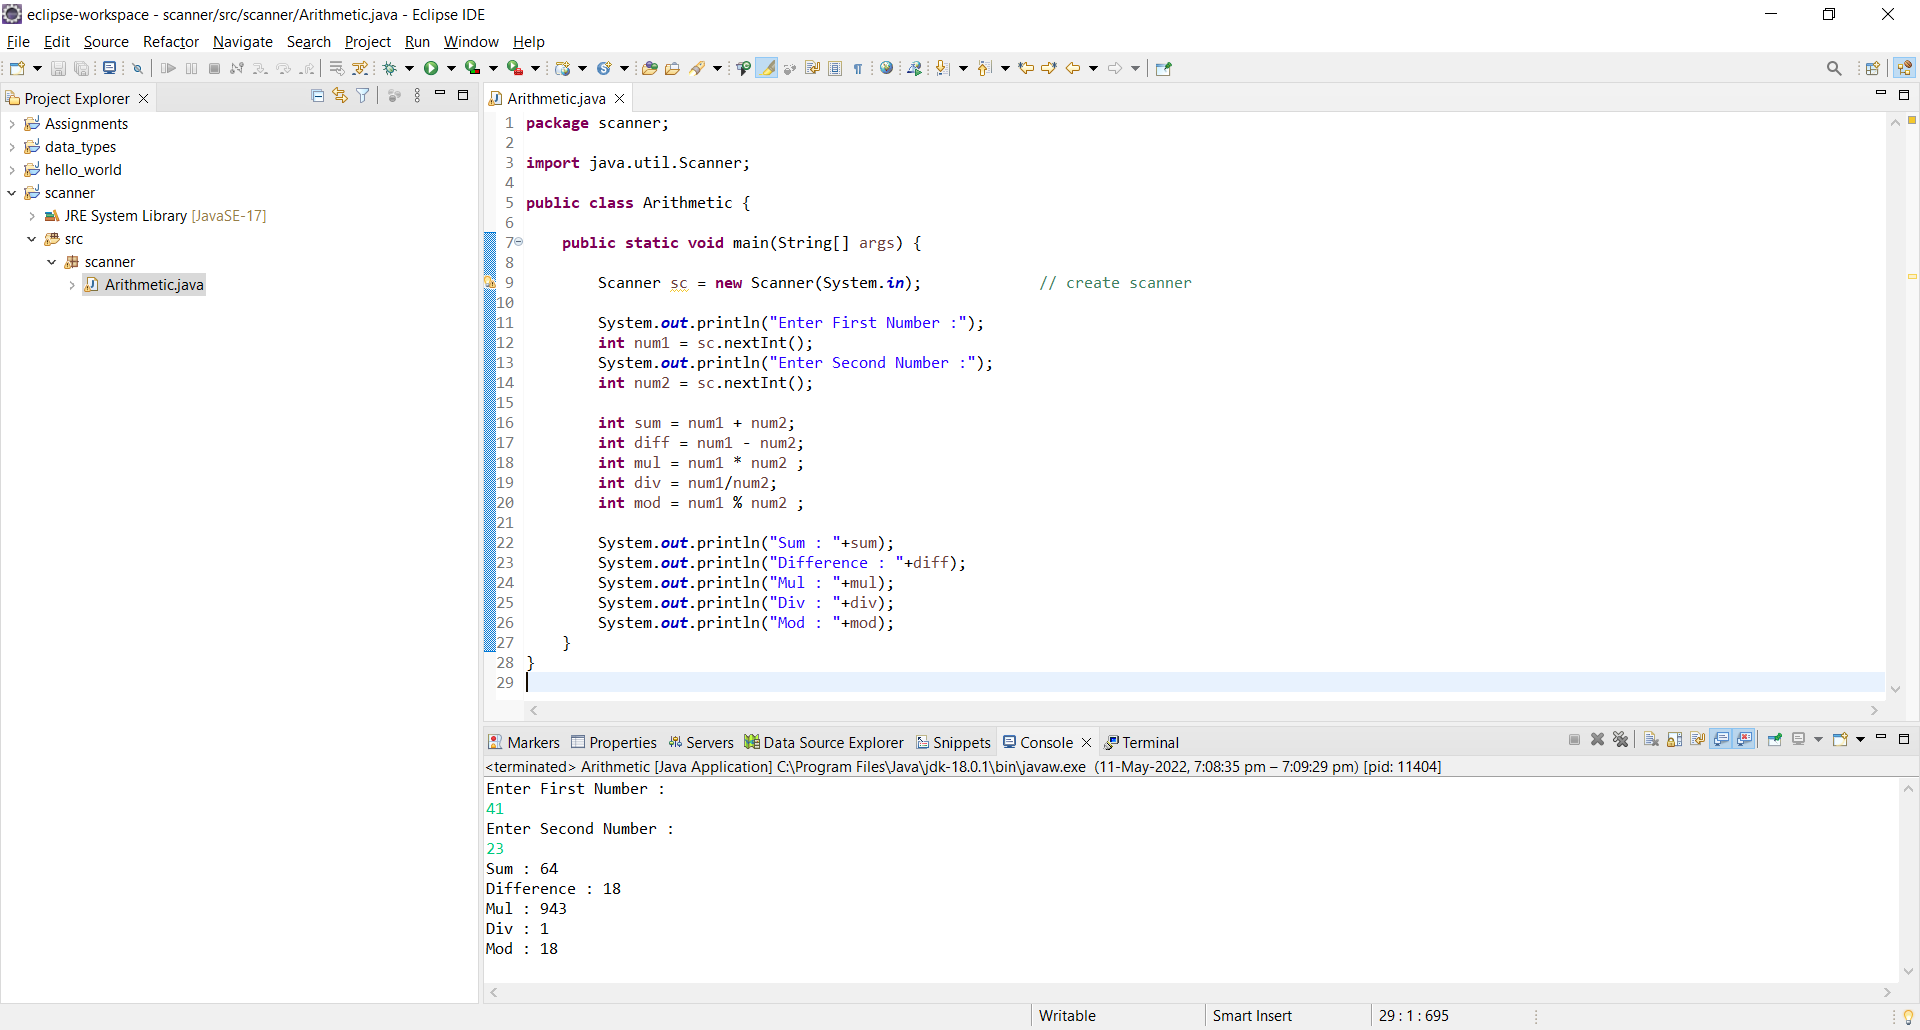 eclipse-workspace - scanner/src/scanner/Arithmetic.java - Eclipse IDE
File Edit Source Refactor Navigate Search Project Run Window Help
Project Explorer
Assignments
data_types
hello_world
scanner
JRE System Library [JavaSE-17]
src
scanner
Arithmetic.java
Arithmetic.java
1 package scanner;
2
3 import java.util.Scanner;
4
5 public class Arithmetic {
6
7 public static void main(String[] args) {
8
9 Scanner sc = new Scanner(System.in); // create scanner
10
11 System.out.println("Enter First Number :");
12 int num1 = sc.nextInt();
13 System.out.println("Enter Second Number :");
14 int num2 = sc.nextInt();
15
16 int sum = num1 + num2;
17 int diff = num1 - num2;
18 int mul = num1 * num2 ;
19 int div = num1/num2;
20 int mod = num1 % num2 ;
21
22 System.out.println("Sum : "+sum);
23 System.out.println("Difference : "+diff);
24 System.out.println("Mul : "+mul);
25 System.out.println("Div : "+div);
26 System.out.println("Mod : "+mod);
27 }
28 }
29
Markers Properties Servers Data Source Explorer Snippets Console Terminal
<terminated> Arithmetic [Java Application] C:\Program Files\Java\jdk-18.0.1\bin\javaw.exe (11-May-2022, 7:08:35 pm – 7:09:29 pm) [pid: 11404]
Enter First Number :
41
Enter Second Number :
23
Sum : 64
Difference : 18
Mul : 943
Div : 1
Mod : 18
Writable Smart Insert 29 : 1 : 695